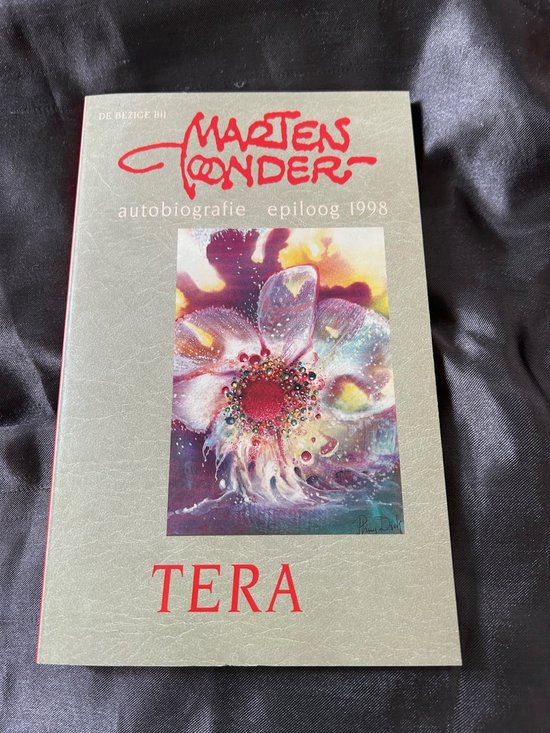 DE BEZIGE BIJ
MARTEN
TOONDER
autobiografie epiloog 1998
TERA